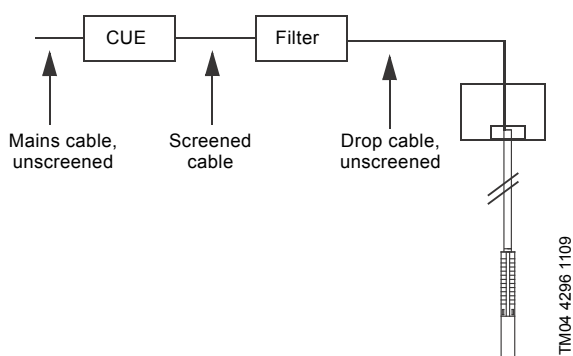 CUE
Filter
Mains cable,
unscreened
Screened
cable
Drop cable,
unscreened
TM04 4296 1109